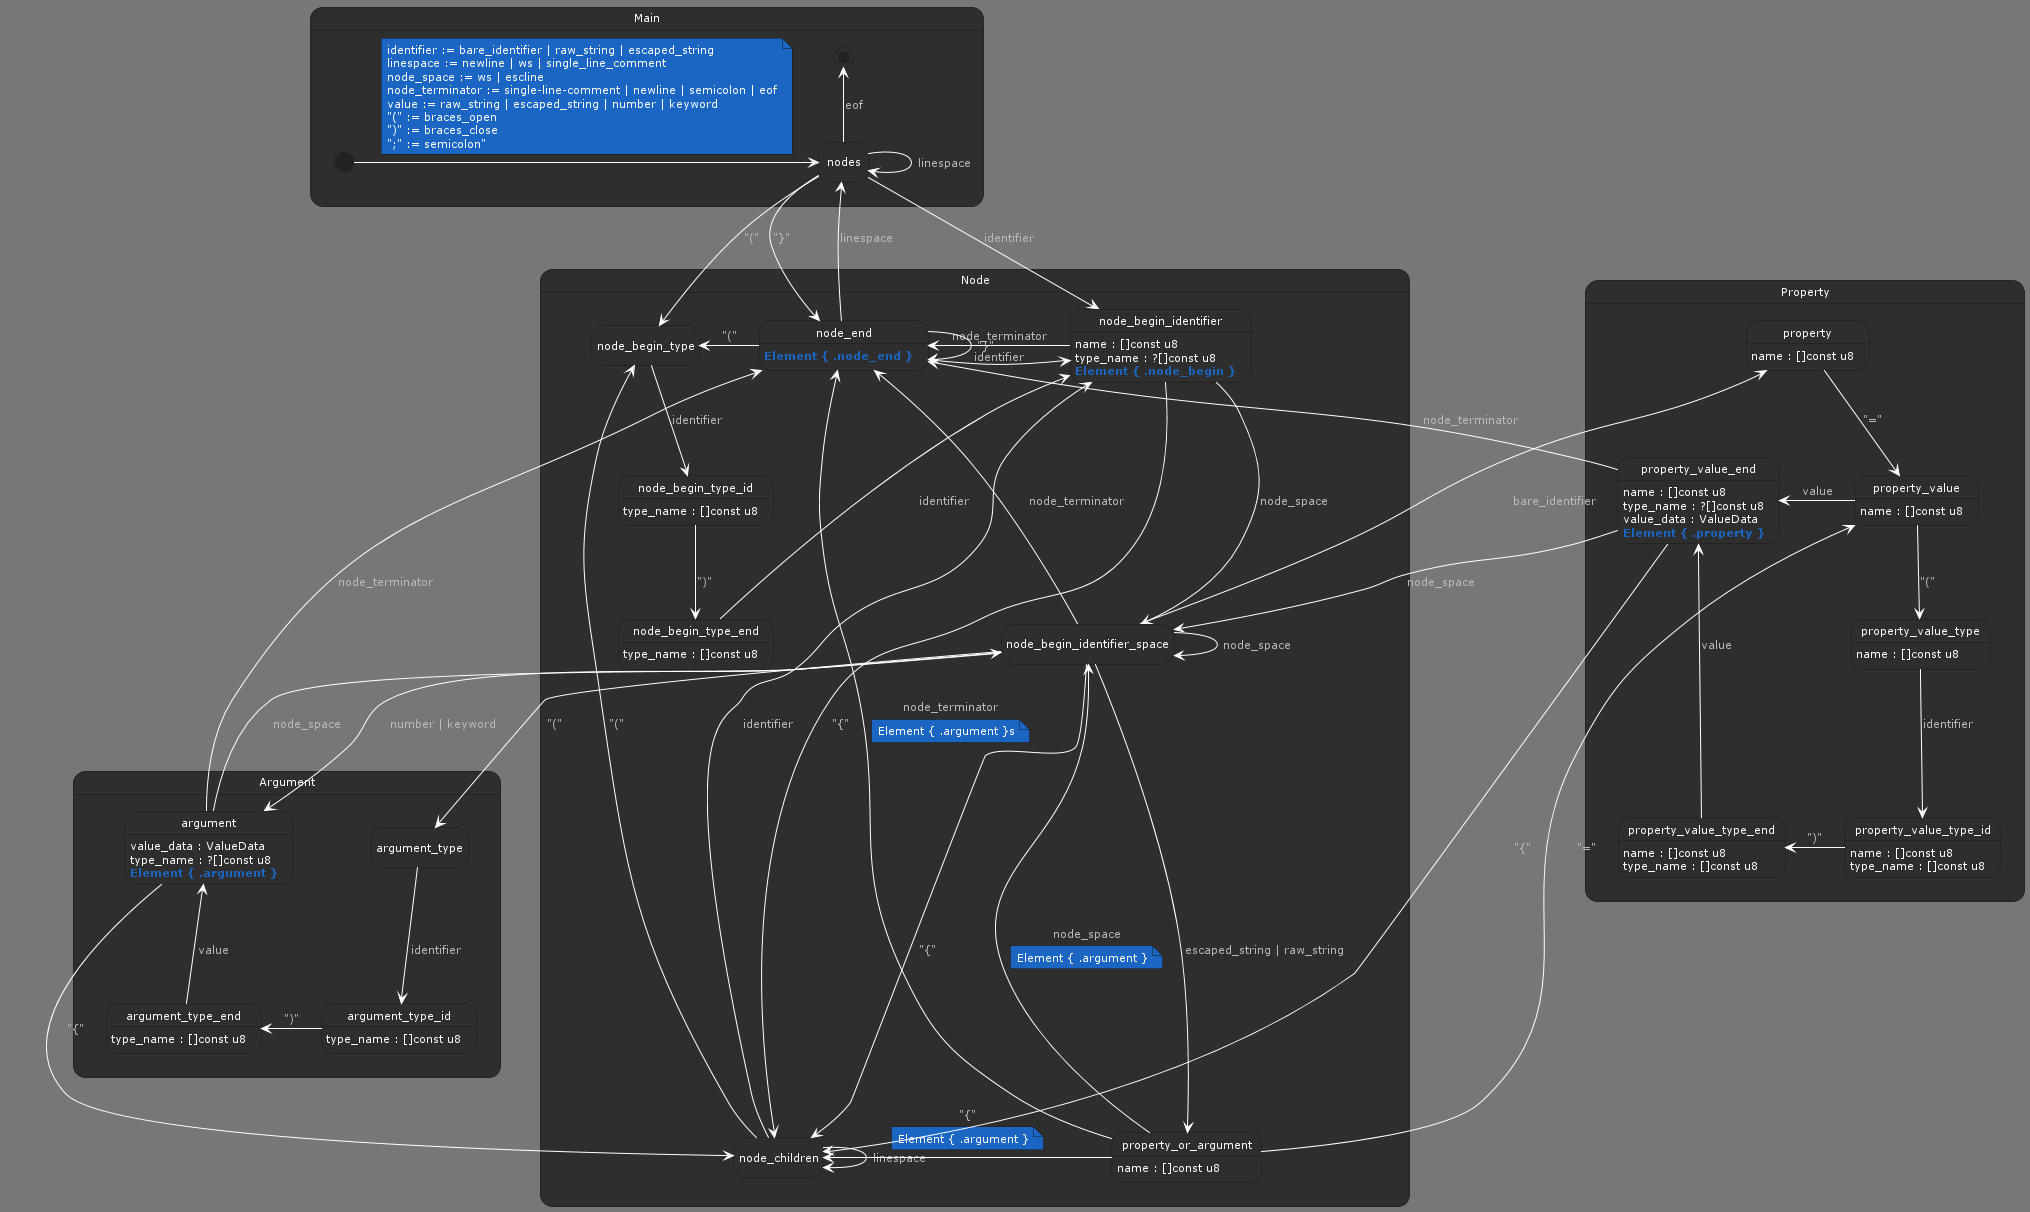 Main
identifier := bare_identifier | raw_string | escaped_string
linespace := newline | ws | single_line_comment
node_space := ws | escline
node_terminator := single-line-comment | newline | semicolon | eof
value := raw_string | escaped_string | number | keyword
"(" := braces_open
")" := braces_close
";" := semicolon"
eof
nodes
linespace
"("
"}"
linespace
identifier
Node
node_begin_type
"("
node_end
Element { .node_end }
node_terminator
"}"
identifier
node_begin_identifier
name : []const u8
type_name : ?[]const u8
Element { .node_begin }
identifier
node_begin_type_id
type_name : []const u8
")"
node_begin_type_end
type_name : []const u8
identifier
node_terminator
node_space
node_begin_identifier_space
node_space
node_terminator
bare_identifier
node_space
Property
property
name : []const u8
"="
property_value_end
name : []const u8
type_name : ?[]const u8
value_data : ValueData
Element { .property }
value
property_value
name : []const u8
"("
property_value_type
name : []const u8
value
identifier
property_value_type_end
name : []const u8
type_name : []const u8
")"
property_value_type_id
name : []const u8
type_name : []const u8
"{"
"="
node_terminator
node_space
number | keyword
"("
"("
identifier
"{"
node_terminator
Element { .argument }s
Argument
argument
value_data : ValueData
type_name : ?[]const u8
Element { .argument }
argument_type
value
identifier
"{"
argument_type_end
type_name : []const u8
")"
argument_type_id
type_name : []const u8
"{"
node_space
Element { .argument }
escaped_string | raw_string
"{"
Element { .argument }
node_children
linespace
property_or_argument
name : []const u8